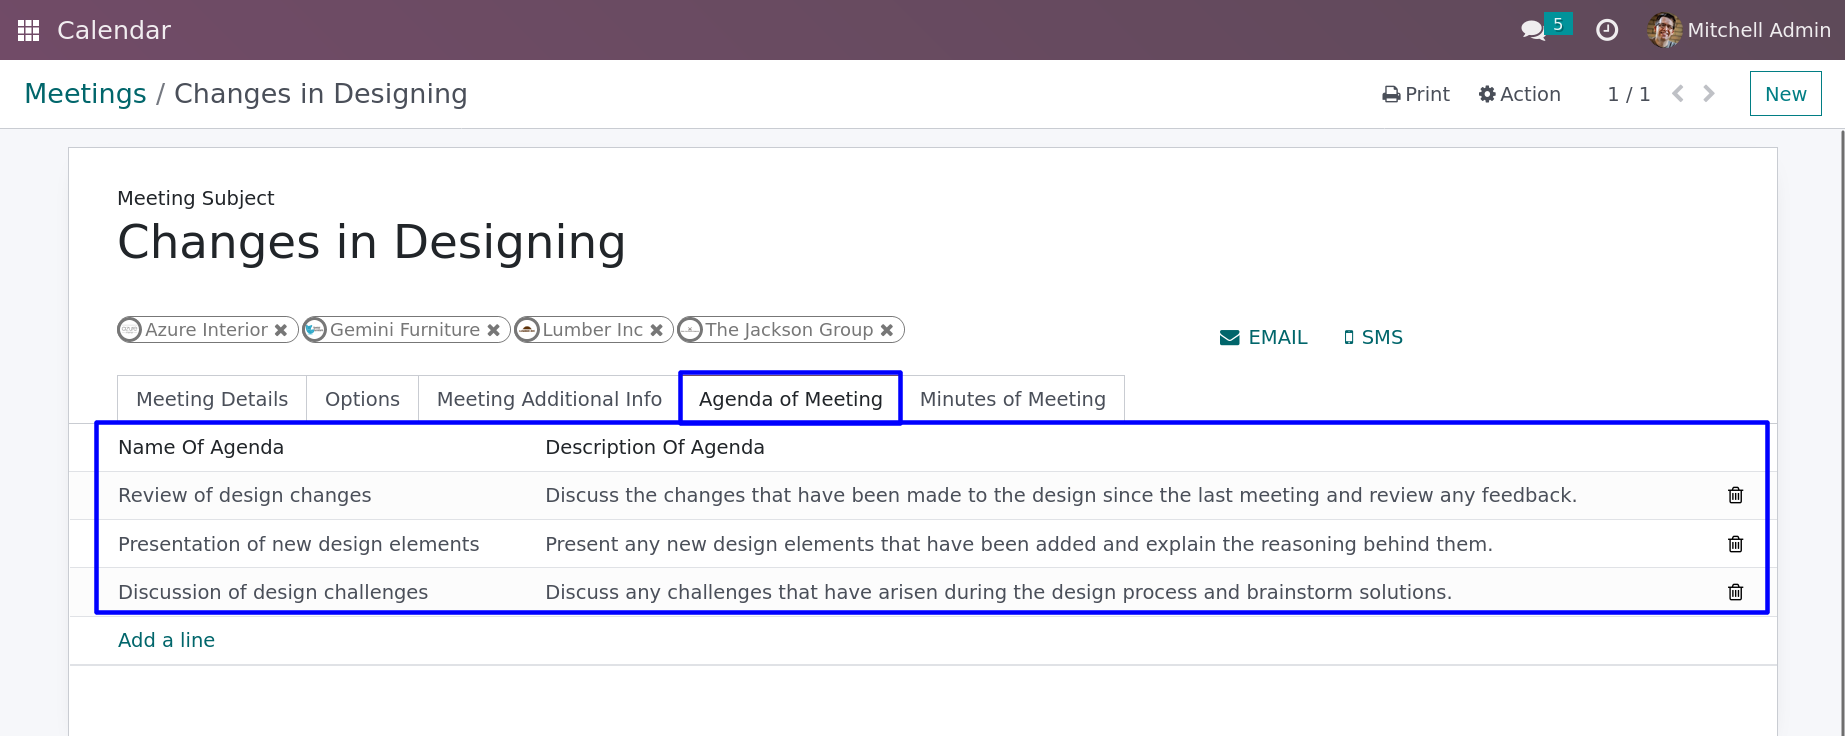 Calendar 5 Mitchell Admin
Meetings / Changes in Designing Print Action 1 / 1 New
Meeting Subject
Changes in Designing
Azure Interior Gemini Furniture Lumber Inc The Jackson Group EMAIL SMS
Meeting Details Options Meeting Additional Info Agenda of Meeting Minutes of Meeting
Name Of Agenda Description Of Agenda
Review of design changes Discuss the changes that have been made to the design since the last meeting and review any feedback.
Presentation of new design elements Present any new design elements that have been added and explain the reasoning behind them.
Discussion of design challenges Discuss any challenges that have arisen during the design process and brainstorm solutions.
Add a line